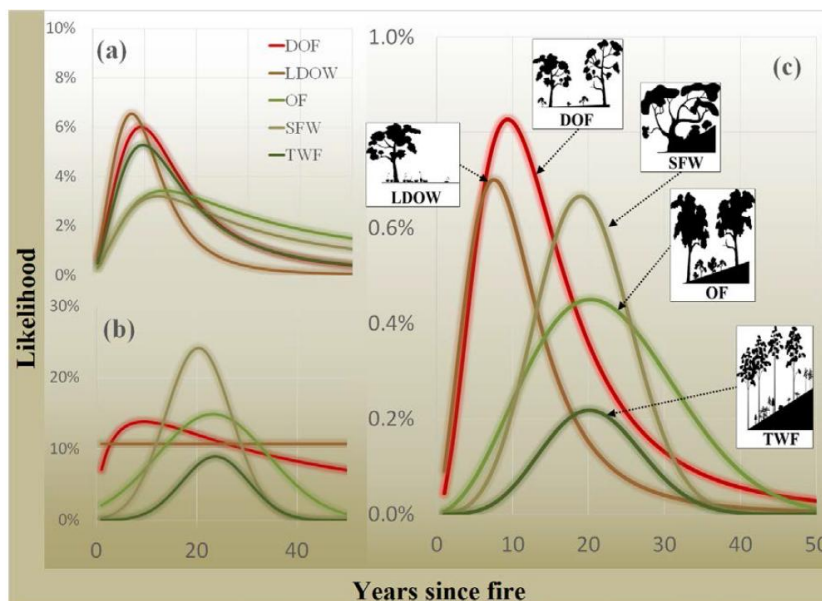 Likelihood
(a)
10%
8%
6%
4%
2%
0%
DOF
LDOW
OF
SFW
TWF
(b)
30%
20%
10%
0%
0 20 40
(c)
1.0%
0.6%
0.4%
0.2%
0.0%
LDOW
DOF
SFW
OF
TWF
0 10 20 30 40 50
Years since fire